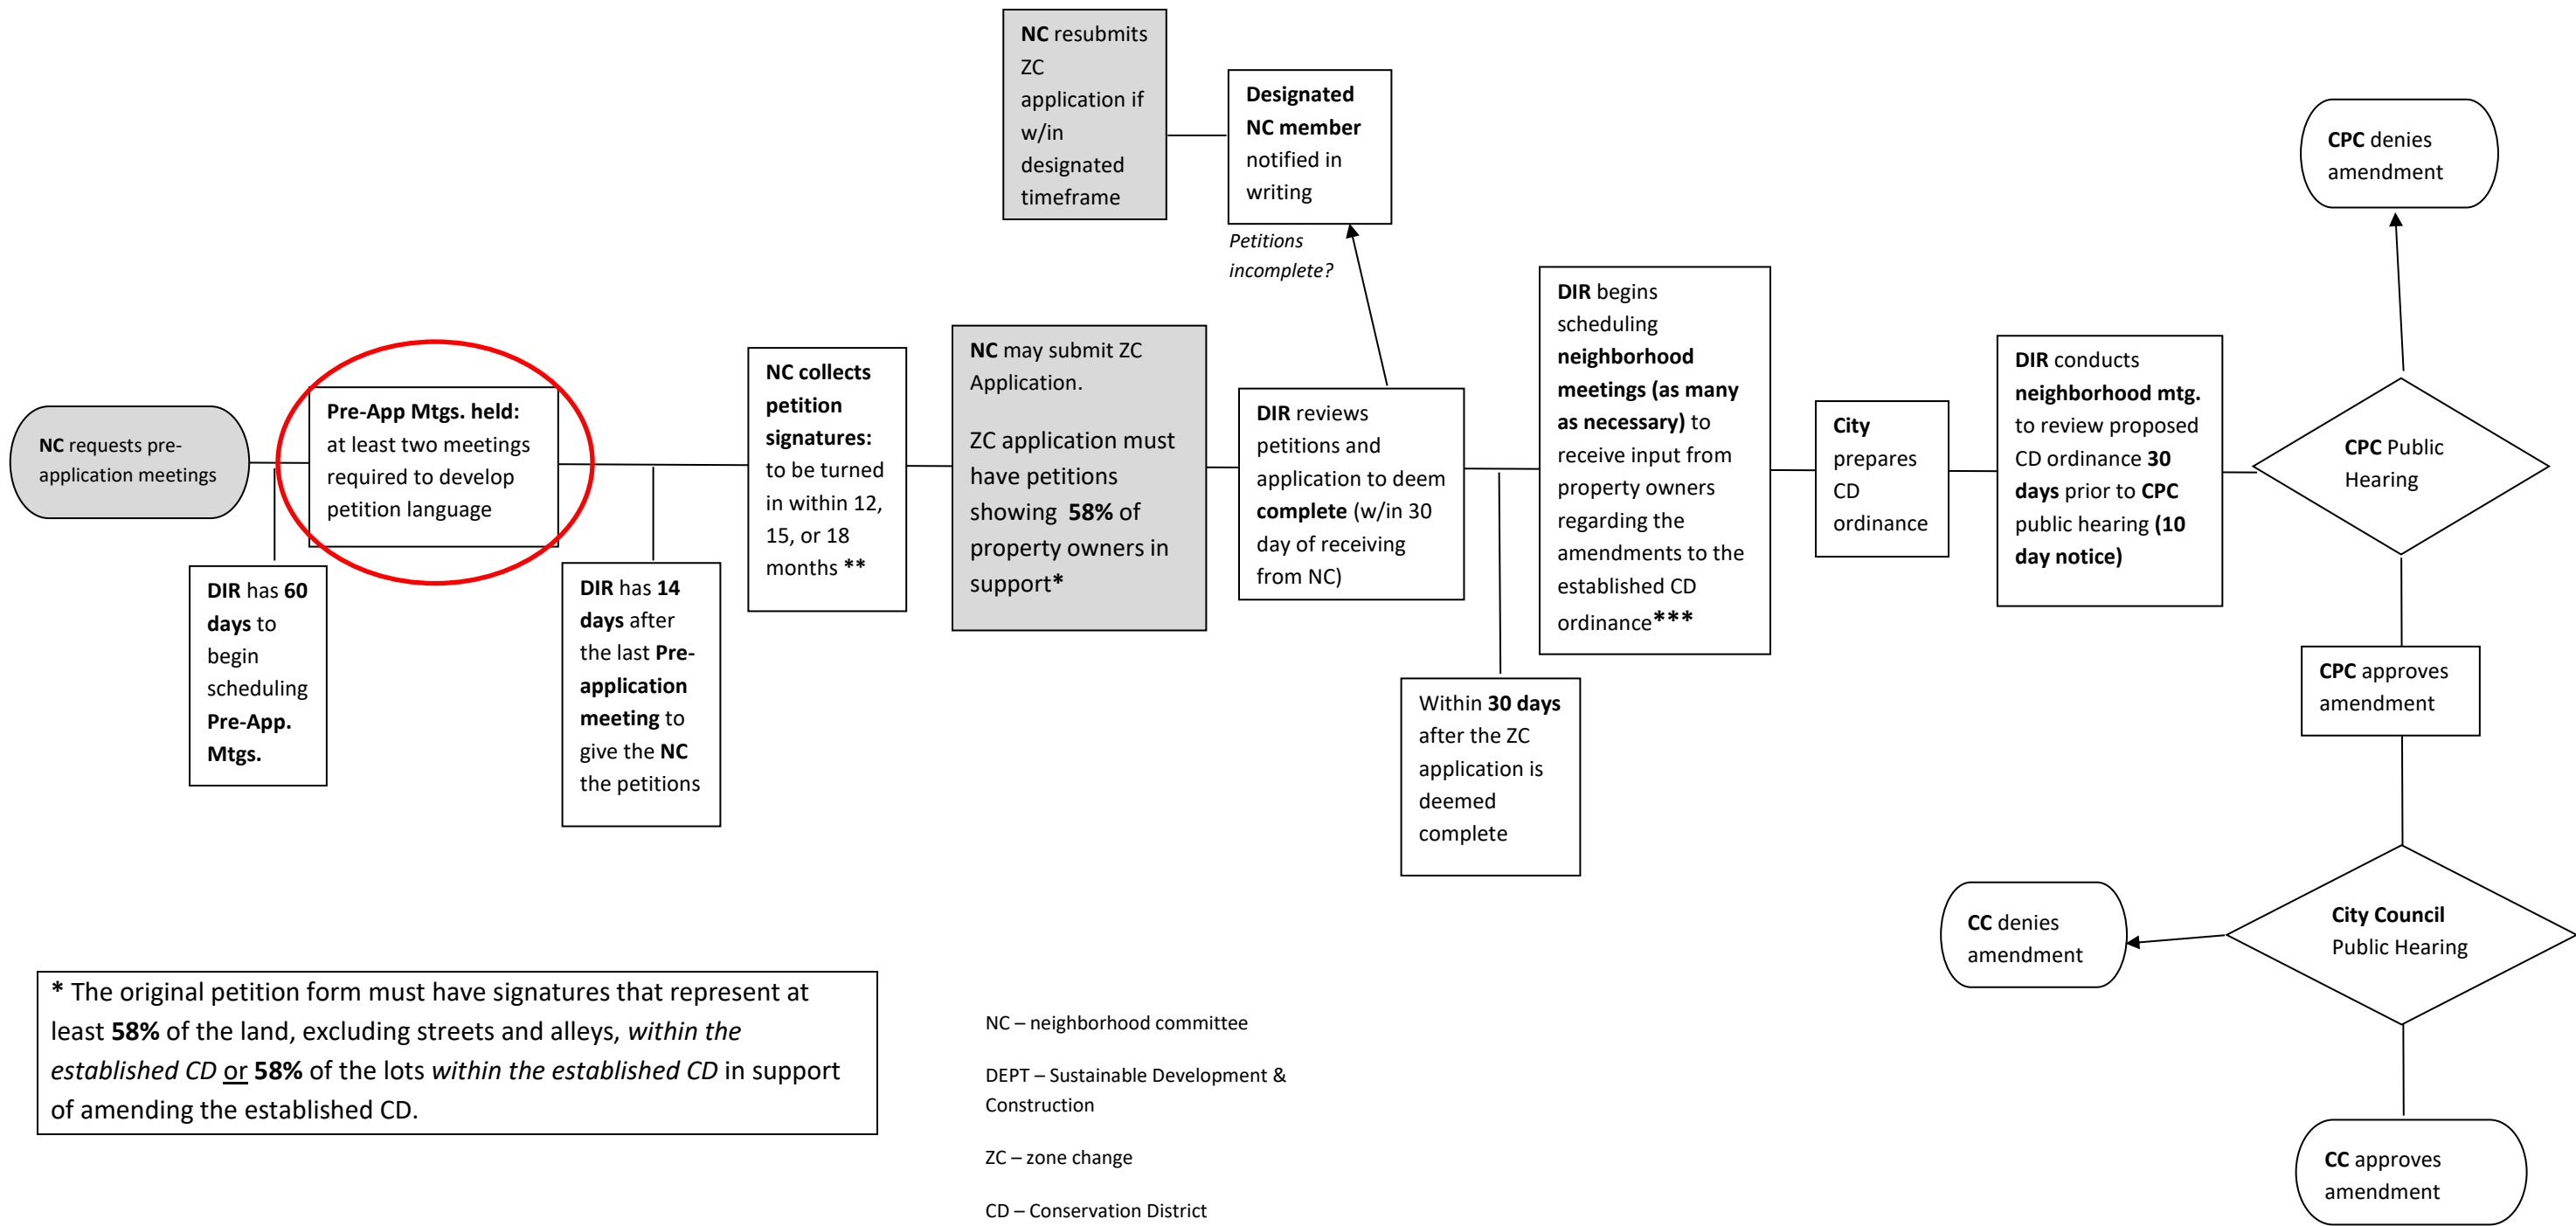 NC requests pre-
application meetings
DIR has 60
days to
begin
scheduling
Pre-App.
Mtgs.
Pre-App Mtgs. held:
at least two meetings
required to develop
petition language
DIR has 14
days after
the last Pre-
application
meeting to
give the NC
the petitions
NC collects
petition
signatures:
to be turned
in within 12,
15, or 18
months **
NC may submit ZC
Application.
ZC application must
have petitions
showing 58% of
property owners in
support*
DIR reviews
petitions and
application to deem
complete (w/in 30
day of receiving
from NC)
Petitions
incomplete?
Designated
NC member
notified in
writing
NC resubmits
ZC
application if
w/in
designated
timeframe
Within 30 days
after the ZC
application is
deemed
complete
DIR begins
scheduling
neighborhood
meetings (as many
as necessary) to
receive input from
property owners
regarding the
amendments to the
established CD
ordinance***
City
prepares
CD
ordinance
DIR conducts
neighborhood mtg.
to review proposed
CD ordinance 30
days prior to CPC
public hearing (10
day notice)
CPC Public
Hearing
CPC denies
amendment
CPC approves
amendment
City Council
Public Hearing
CC denies
amendment
CC approves
amendment
* The original petition form must have signatures that represent at
least 58% of the land, excluding streets and alleys, within the
established CD or 58% of the lots within the established CD in support
of amending the established CD.
NC – neighborhood committee
DEPT – Sustainable Development &
Construction
ZC – zone change
CD – Conservation District